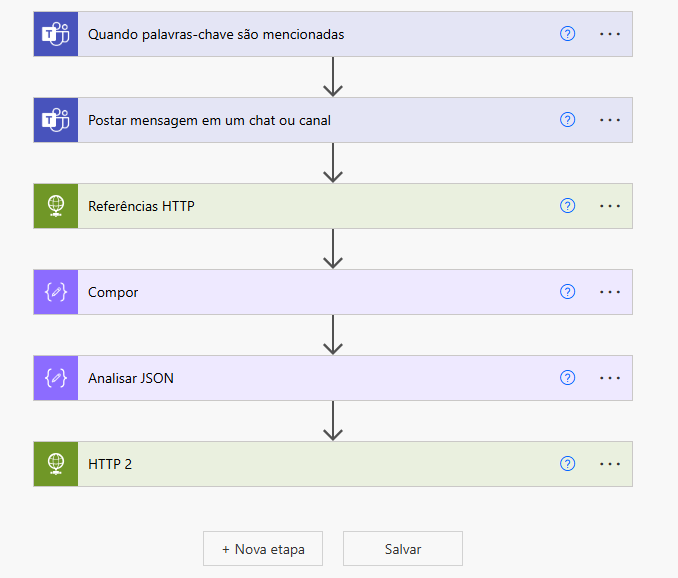 Quando palavras-chave são mencionadas
Postar mensagem em um chat ou canal
Referências HTTP
Compor
Analisar JSON
HTTP 2
+ Nova etapa
Salvar